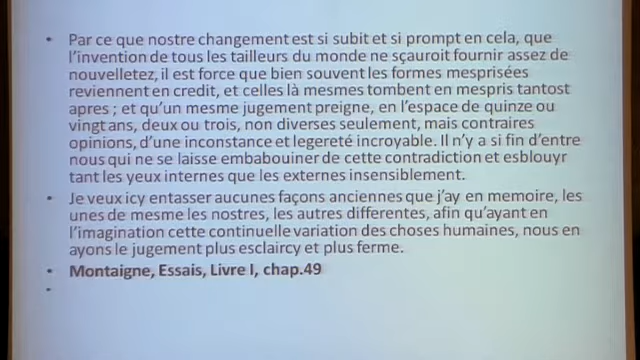 • Par ce que nostre changement est si subit et si prompt en cela, que
l'invention de tous les tailleurs du monde ne sçauroit fournir assez de
nouvelletez, il est force que bien souvent les formes mesprisées
reviennent en credit, et celles là mesmes tombent en mespris tantost
apres ; et qu'un mesme jugement preigne, en l'espace de quinze ou
vingt ans, deux ou trois, non diverses seulement, mais contraires
opinions, d'une inconstance et legereté incroyable. Il n'y a si fin d'entre
nous qui ne se laisse embabouiner de cette contradiction et esblouyr
tant les yeux internes que les externes insensiblement.
• Je veux icy entasser aucunes façons anciennes que j'ay en memoire, les
unes de mesme les nostres, les autres differentes, afin qu'ayant en
l'imagination cette continuelle variation des choses humaines, nous en
ayons le jugement plus esclaircy et plus ferme.
• Montaigne, Essais, Livre I, chap.49
•